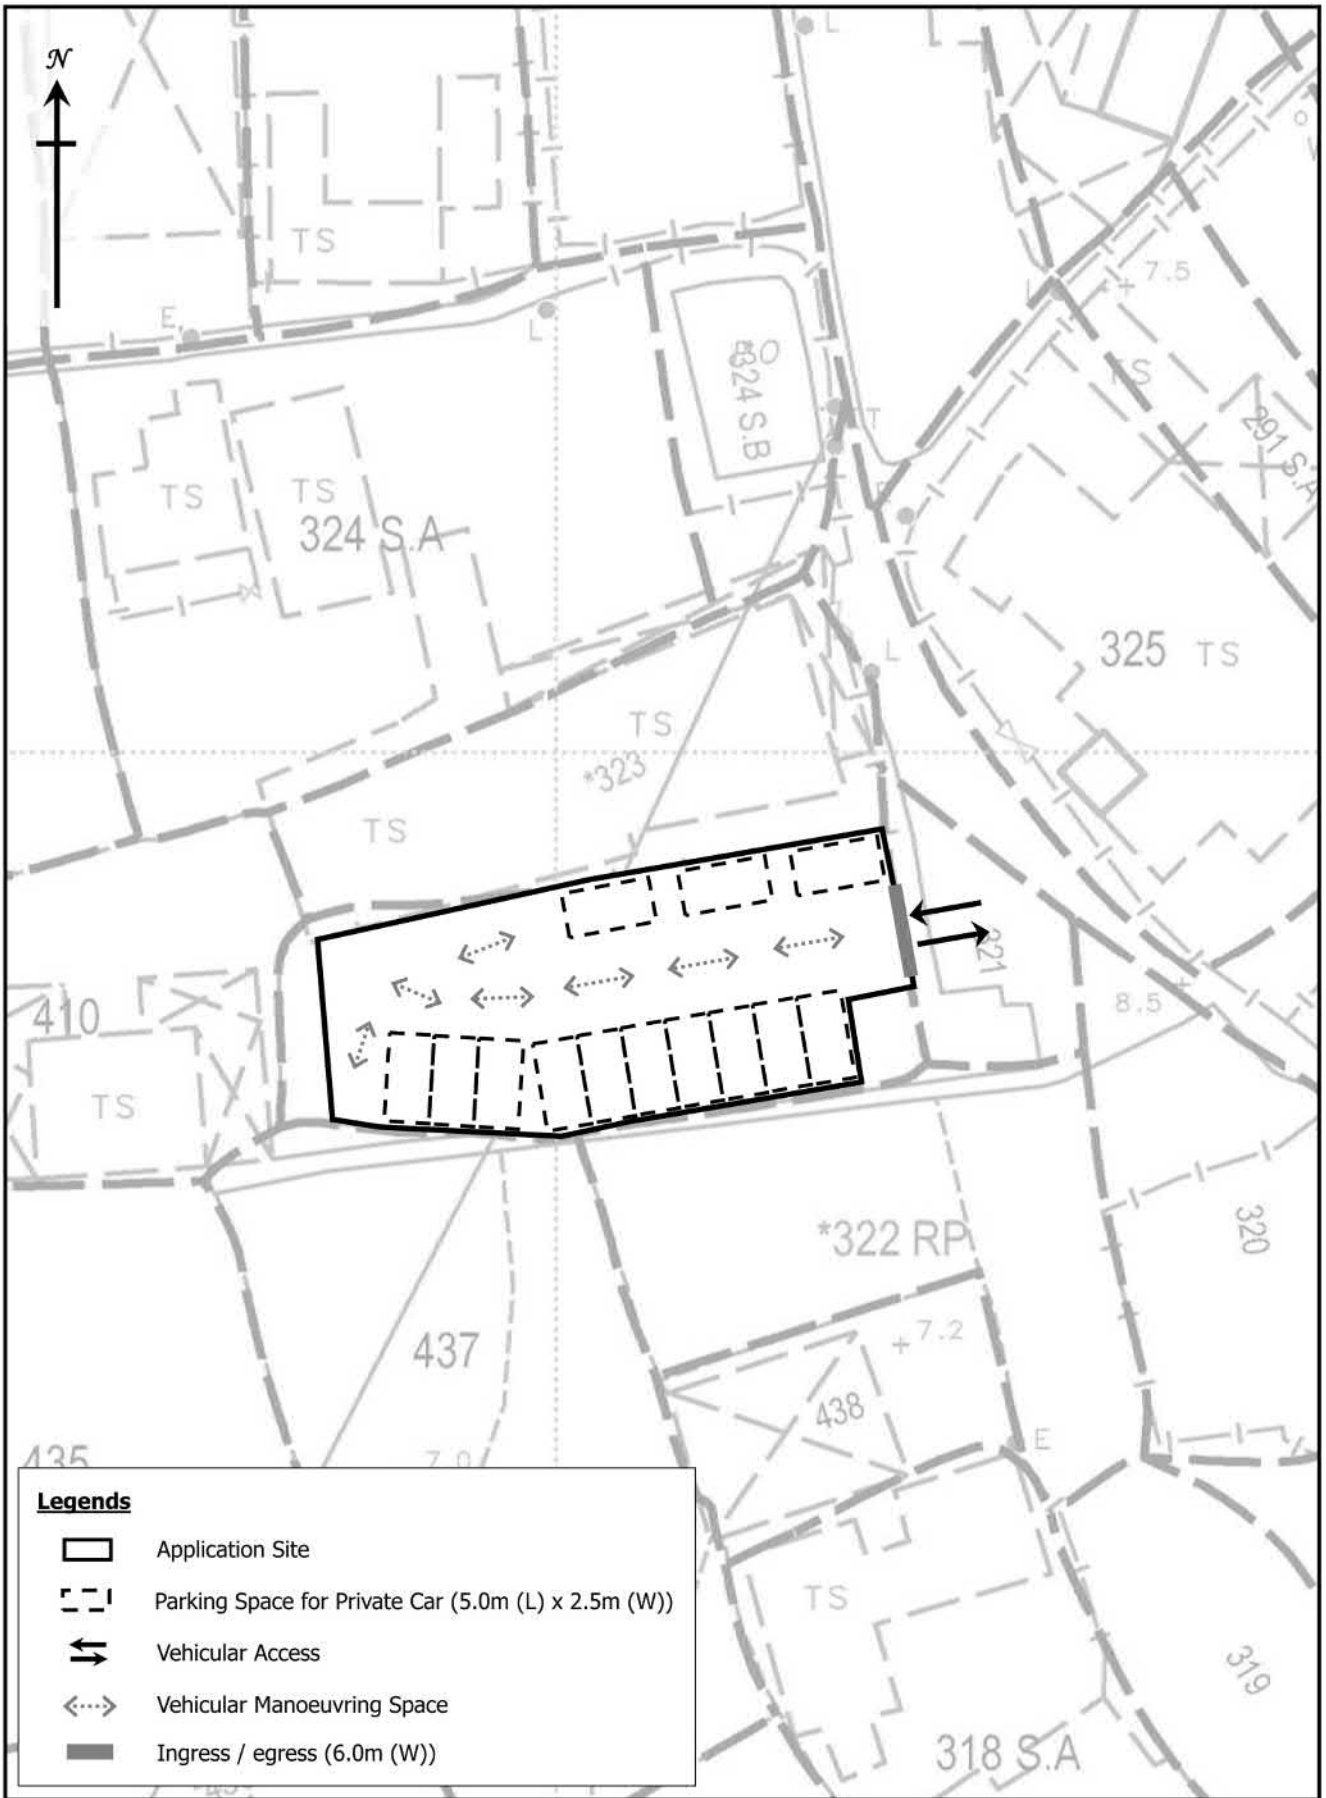 N
L
TS
7.5
E
L
L
TS
*324 S.B
T
291 S.A
TS
TS
324 S.A
325 TS
L
TS
*323
TS
321
410
8.5
TS
*322 RP
320
7.2
437
438
E
435
7.0
Legends
Application Site
Parking Space for Private Car (5.0m (L) x 2.5m (W))
Vehicular Access
Vehicular Manoeuvring Space
Ingress / egress (6.0m (W))
TS
319
318 S.A